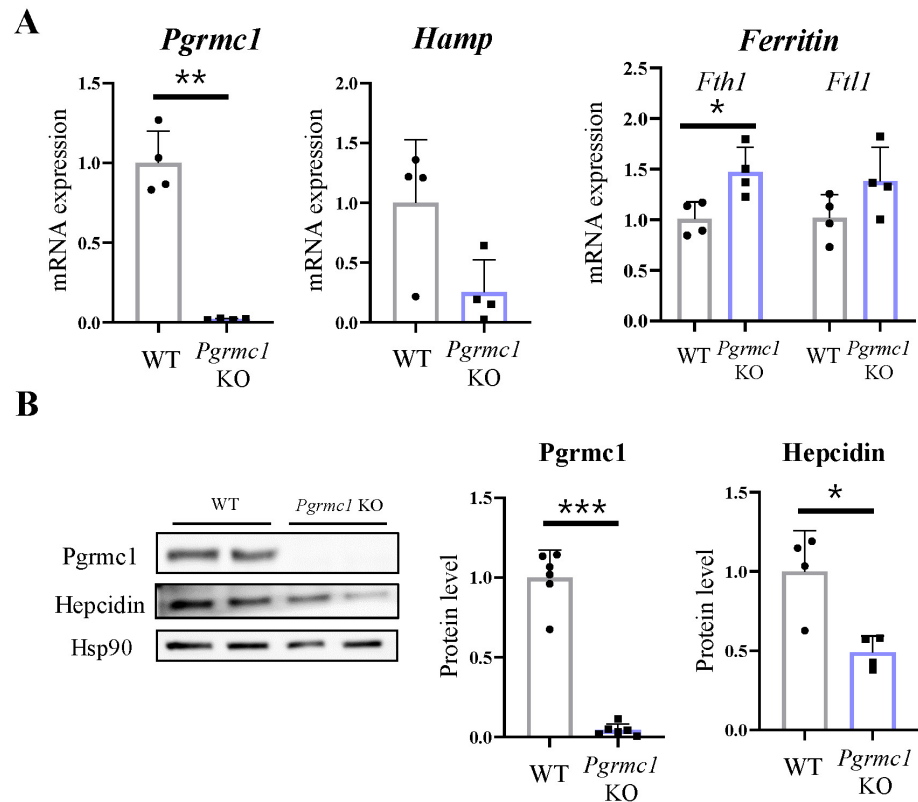 A
Pgrmc1
**
mRNA expression
1.5
1.0
0.5
0.0
WT
Pgrmc1
KO
Hamp
mRNA expression
2.0
1.5
1.0
0.5
0.0
WT
Pgrmc1
KO
Ferritin
Fth1
Ftl1
*
mRNA expression
2.5
2.0
1.5
1.0
0.5
0.0
WT
Pgrmc1
KO
WT
Pgrmc1
KO
B
WT
Pgrmc1 KO
Pgrmc1
Hepcidin
Hsp90
Pgrmc1
***
Protein level
1.5
1.0
0.5
0.0
WT
Pgrmc1
KO
Hepcidin
*
Protein level
1.5
1.0
0.5
0.0
WT
Pgrmc1
KO